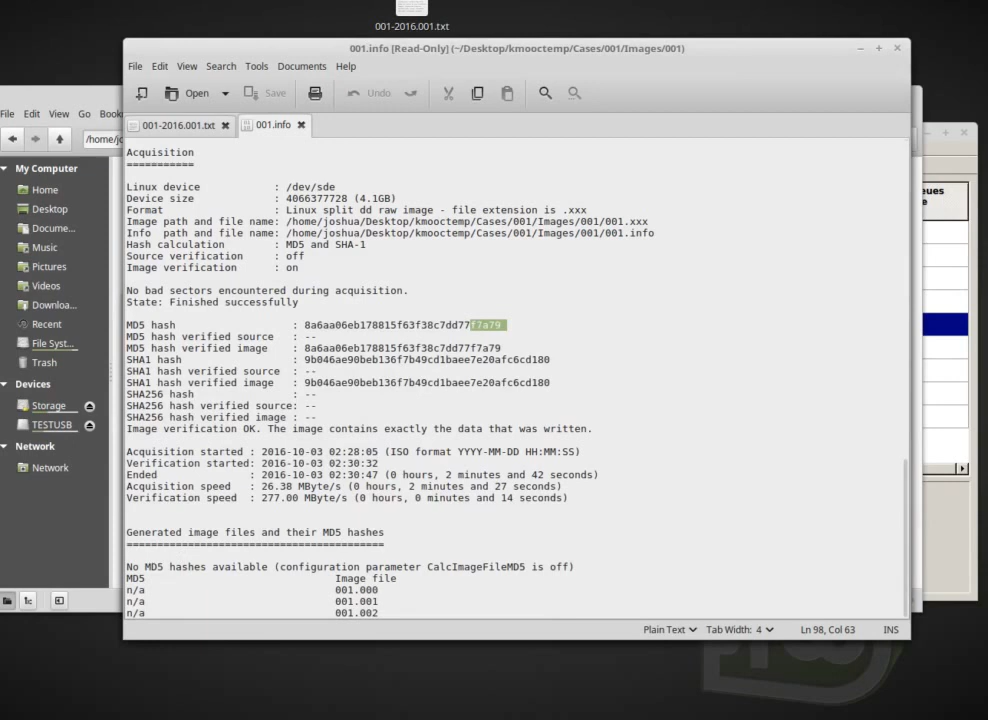 001-2016.001.txt
001.info [Read-Only] (~/Desktop/kmooctemp/Cases/001/Images/001)
File Edit View Search Tools Documents Help
Open Save Undo
001-2016.001.txt 001.info
File Edit View Go
/home/jo
My Computer
Home
Desktop
Docume...
Music
Pictures
Videos
Downloa...
Recent
File Syst...
Trash
Devices
Storage
TESTUSB
Network
Network
Acquisition
===========
Linux device : /dev/sde
Device size : 4066377728 (4.1GB)
Format : Linux split dd raw image - file extension is .xxx
Image path and file name: /home/joshua/Desktop/kmooctemp/Cases/001/Images/001/001.xxx
Info path and file name: /home/joshua/Desktop/kmooctemp/Cases/001/Images/001/001.info
Hash calculation : MD5 and SHA-1
Source verification : off
Image verification : on
No bad sectors encountered during acquisition.
State: Finished successfully
MD5 hash : 8a6aa06eb178815f63f38c7dd77f7a79
MD5 hash verified source : --
MD5 hash verified image : 8a6aa06eb178815f63f38c7dd77f7a79
SHA1 hash : 9b046ae90beb136f7b49cd1baee7e20afc6cd180
SHA1 hash verified source : --
SHA1 hash verified image : 9b046ae90beb136f7b49cd1baee7e20afc6cd180
SHA256 hash : --
SHA256 hash verified source: --
SHA256 hash verified image : --
Image verification OK. The image contains exactly the data that was written.
Acquisition started : 2016-10-03 02:28:05 (ISO format YYYY-MM-DD HH:MM:SS)
Verification started: 2016-10-03 02:30:32
Ended : 2016-10-03 02:30:47 (0 hours, 2 minutes and 42 seconds)
Acquisition speed : 26.38 MByte/s (0 hours, 2 minutes and 27 seconds)
Verification speed : 277.00 MByte/s (0 hours, 0 minutes and 14 seconds)
Generated image files and their MD5 hashes
==========================================
No MD5 hashes available (configuration parameter CalcImageFileMD5 is off)
MD5 Image file
n/a 001.000
n/a 001.001
n/a 001.002
Plain Text Tab Width: 4 Ln 98, Col 63 INS